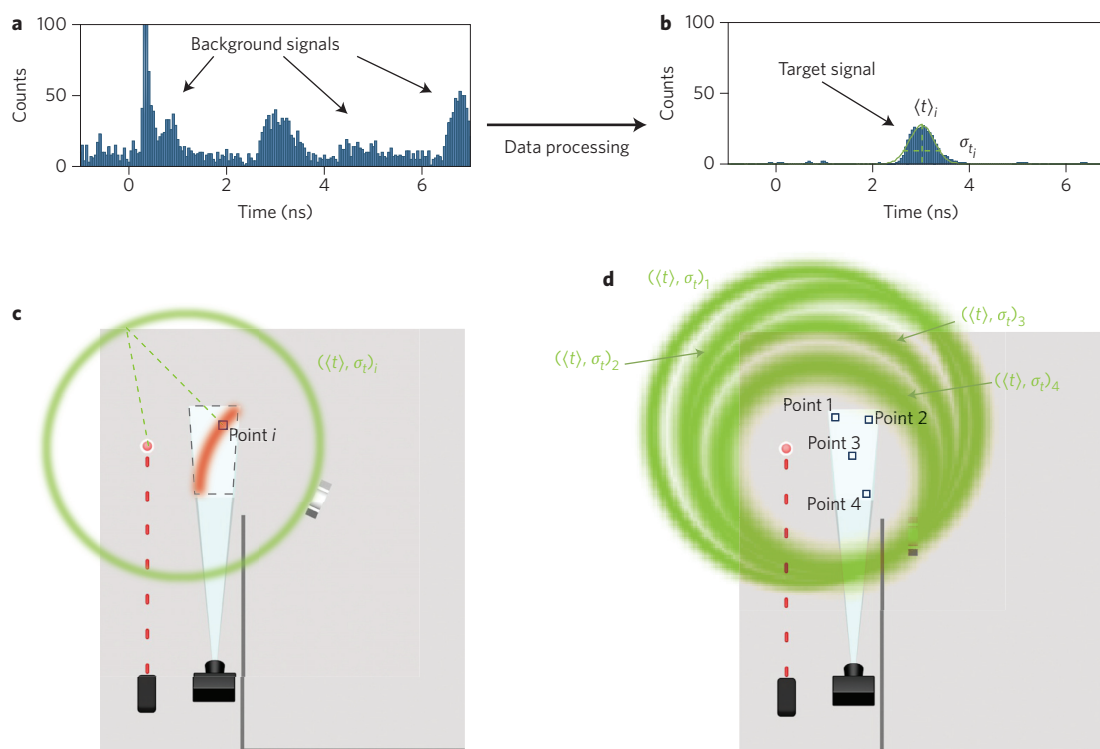 a
100
50
0
Counts
Background signals
0
2
4
6
Time (ns)
Data processing
b
100
50
0
Counts
Target signal
⟨t⟩i
σti
0
2
4
6
Time (ns)
c
(⟨t⟩, σt)i
Point i
d
(⟨t⟩, σt)1
(⟨t⟩, σt)3
(⟨t⟩, σt)2
(⟨t⟩, σt)4
Point 1
Point 2
Point 3
Point 4